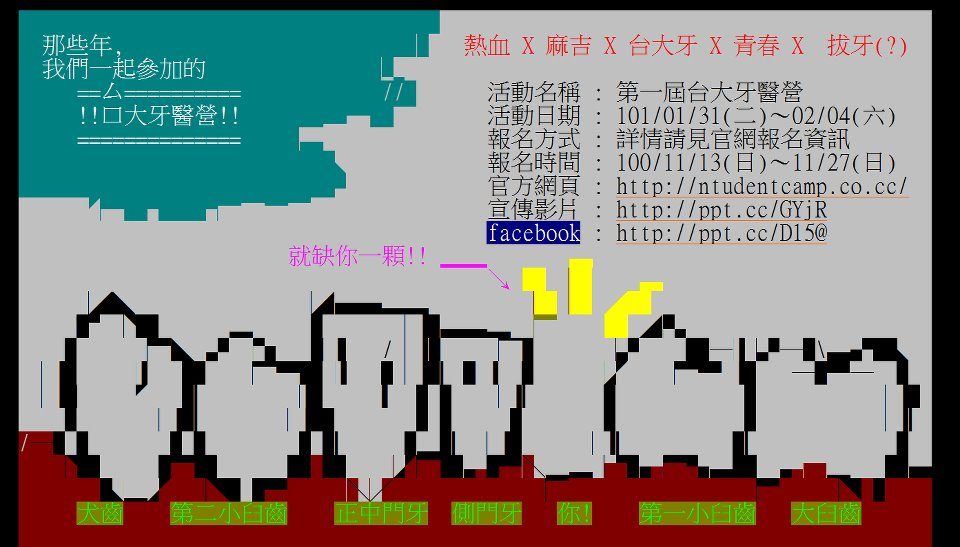 那些年,
我們一起參加的
==ㄙ==========
!!口大牙醫營!!
==============
熱血 X 麻吉 X 台大牙 X 青春 X 拔牙(?)
活動名稱 : 第一屆台大牙醫營
活動日期 : 101/01/31(二)~02/04(六)
報名方式 : 詳情請見官網報名資訊
報名時間 : 100/11/13(日)~11/27(日)
官方網頁 : http://ntudentcamp.co.cc/
宣傳影片 : http://ppt.cc/GYjR
facebook : http://ppt.cc/D15@
就缺你一顆!!
犬齒 第二小臼齒 正中門牙 側門牙 你! 第一小臼齒 大臼齒